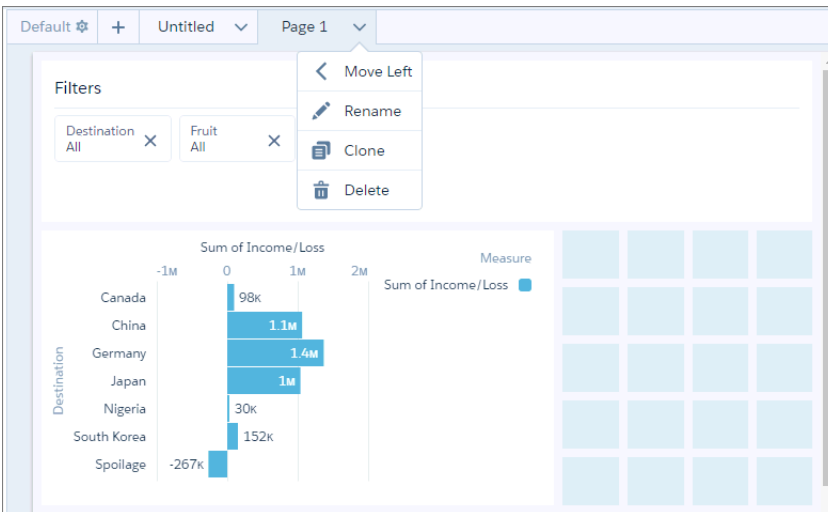 Default
Untitled
Page 1
Move Left
Rename
Clone
Delete
Filters
Destination
All
Fruit
All
Sum of Income/Loss
-1M 0 1M 2M
Measure
Sum of Income/Loss
Destination
Canada 98K
China 1.1M
Germany 1.4M
Japan 1M
Nigeria 30K
South Korea 152K
Spoilage -267K